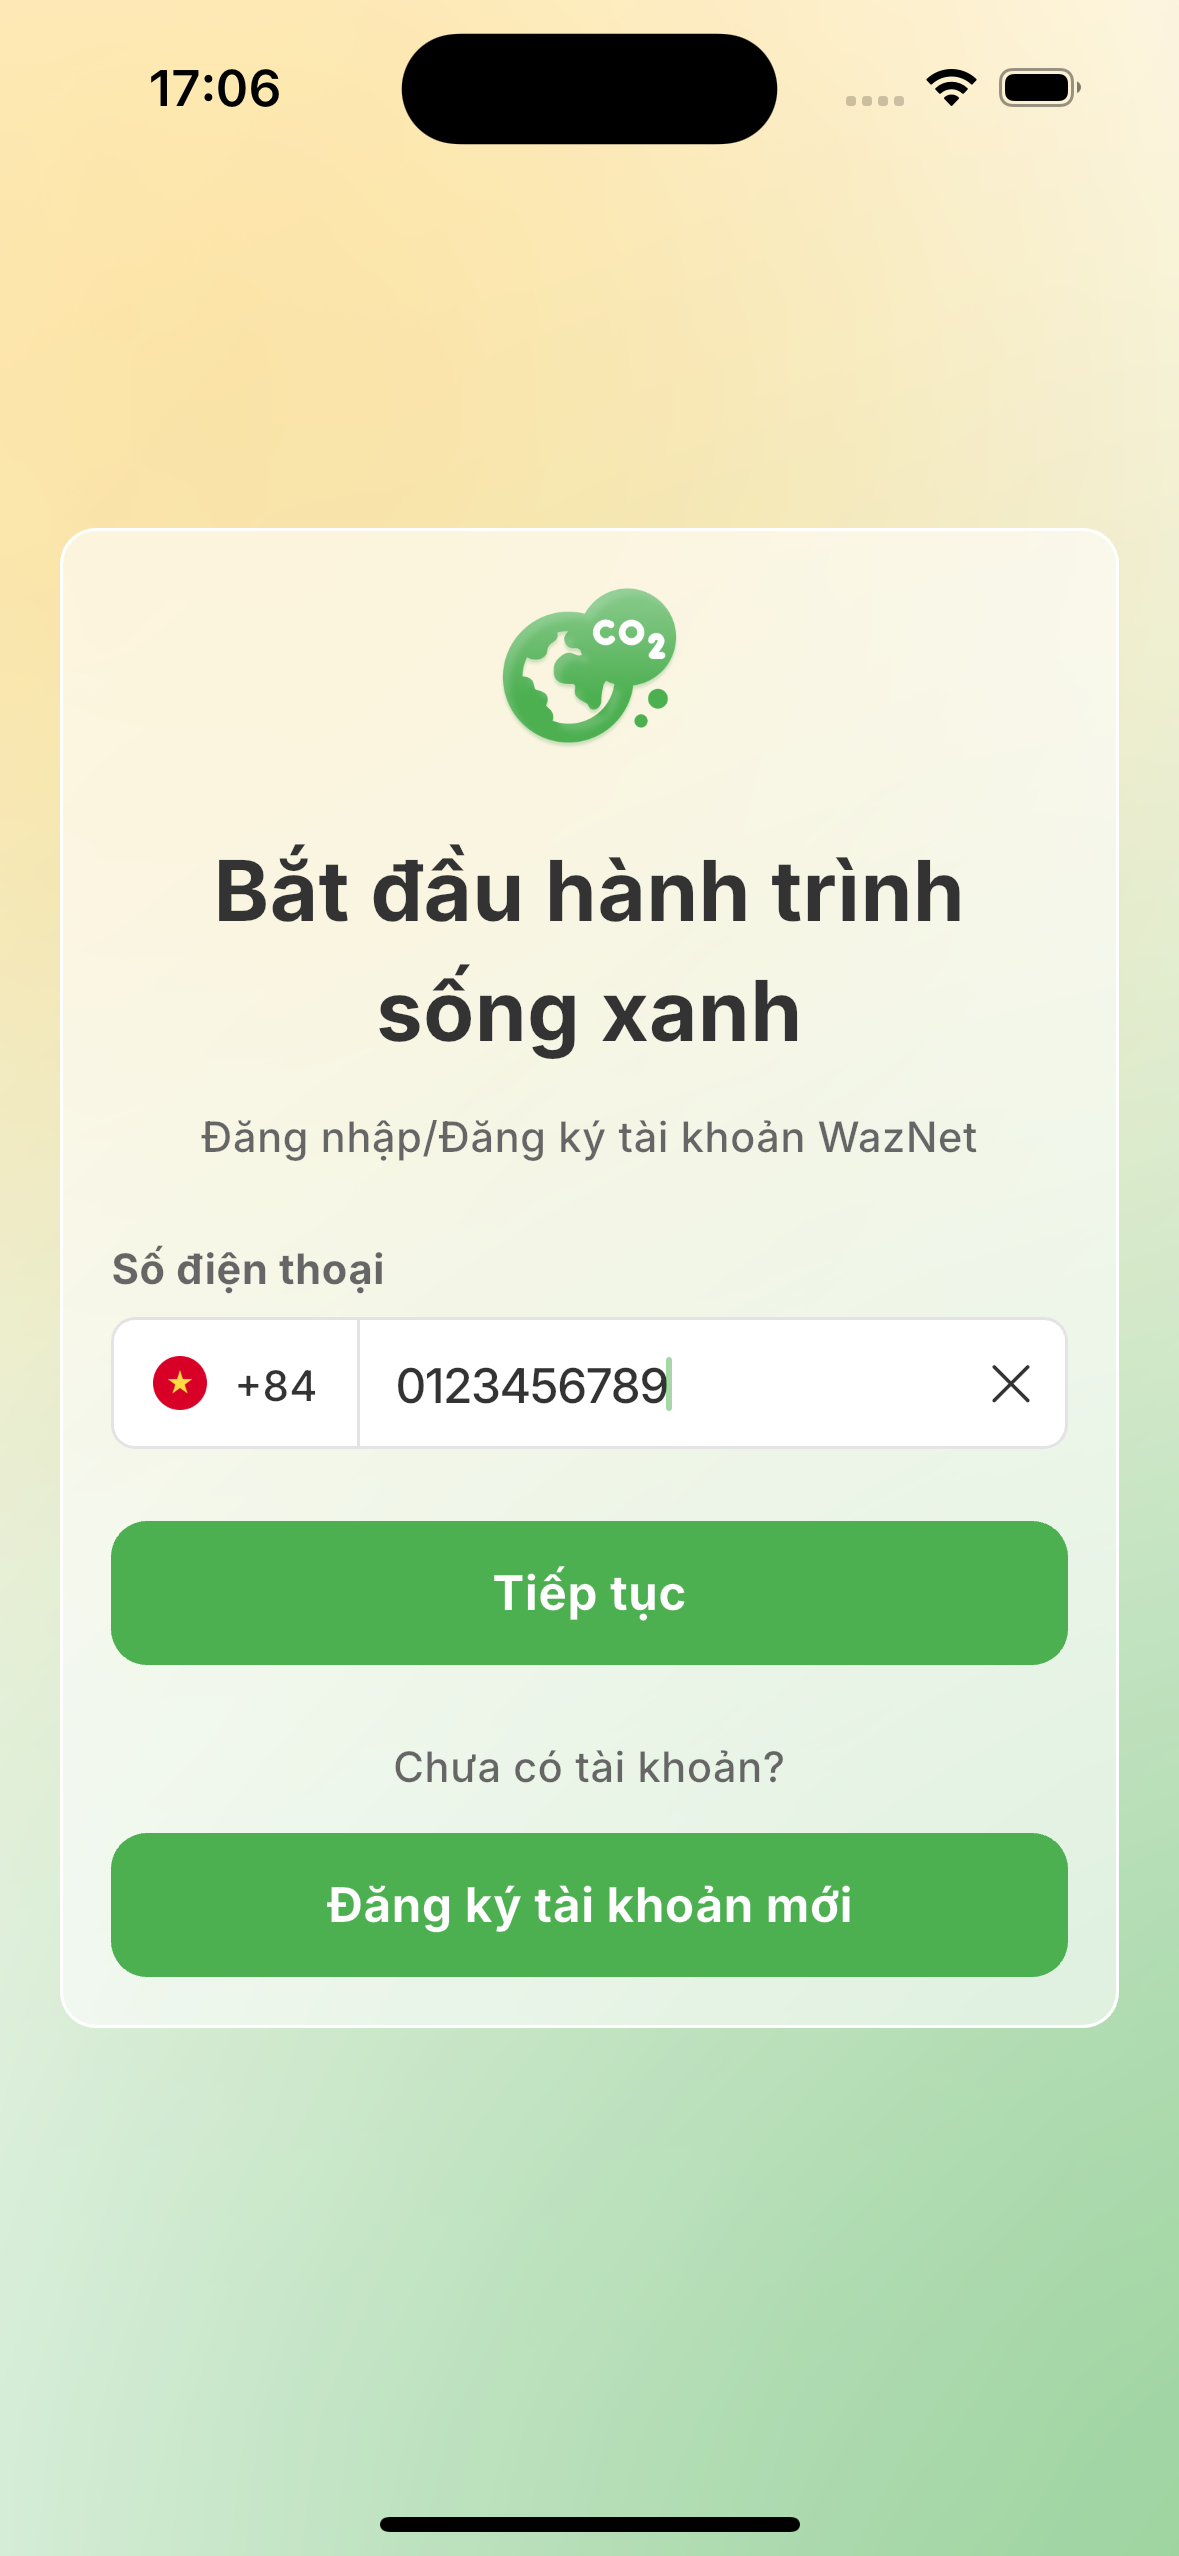 17:06
CO2
Bắt đầu hành trình
sống xanh
Đăng nhập/Đăng ký tài khoản WazNet
Số điện thoại
+84 0123456789
Tiếp tục
Chưa có tài khoản?
Đăng ký tài khoản mới